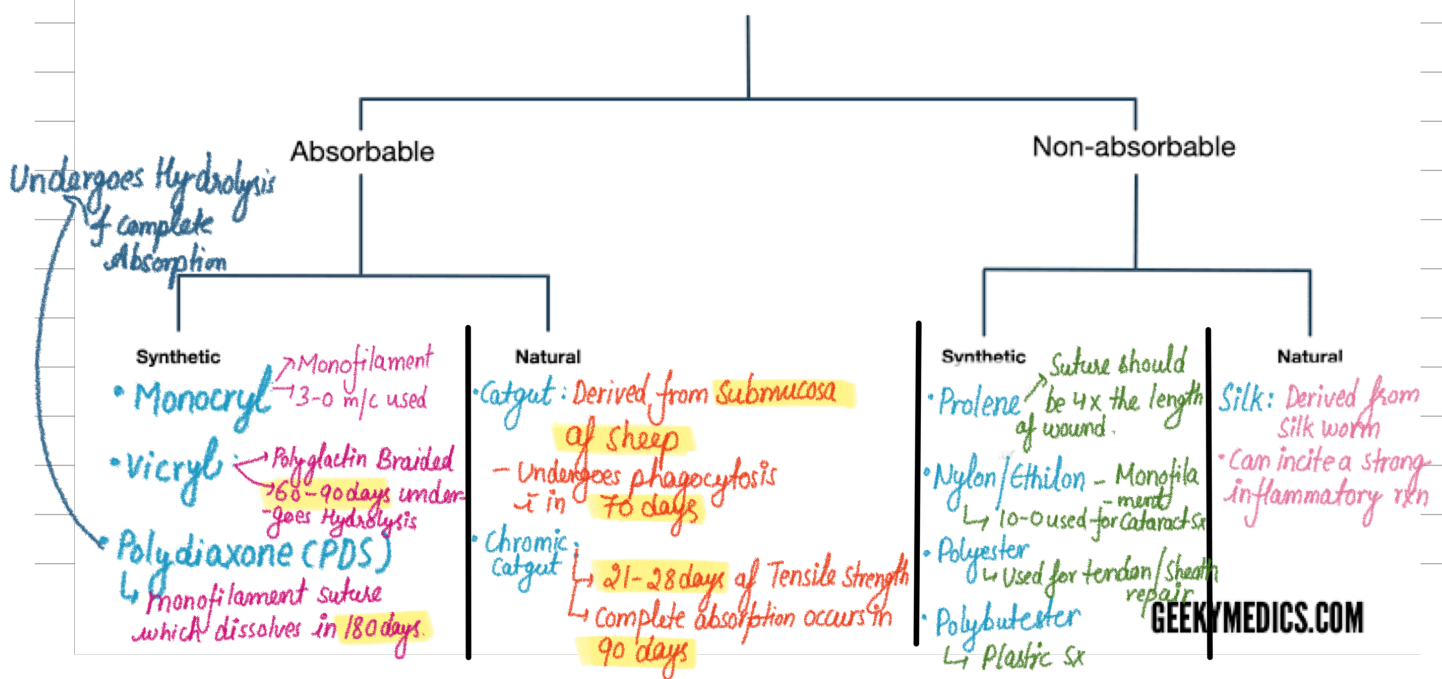 Absorbable
Non-absorbable
Undergoes Hydrolysis
& complete
Absorption
Synthetic
• Monocryl
Monofilament
3-0 m/c used
• Vicryl:
Polyglactin Braided
60-90 days under-
-goes Hydrolysis
• Polydiaxone (PDS)
Monofilament suture
which dissolves in 180 days.
Natural
• Catgut: Derived from Submucosa
of sheep
- Undergoes phagocytosis
in 70 days
• Chromic:
catgut
21-28 days of Tensile strength
Complete absorption occurs in
90 days
Synthetic
• Prolene
Suture should
be 4x the length
of wound.
• Nylon/Ethilon - Monofila
-ment
10-0 used for Cataract Sx
• Polyester
Used for tendon/Sheath
repair
• Polybutester
Plastic Sx
Natural
Silk: Derived from
Silk worm
• Can incite a strong
inflammatory rxn
GEEKYMEDICS.COM